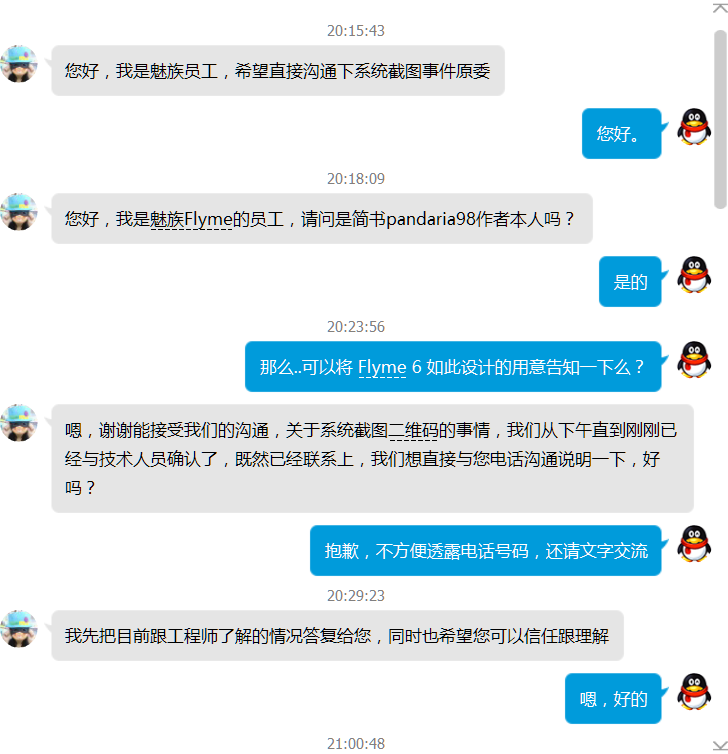 20:15:43
您好，我是魅族员工，希望直接沟通下系统截图事件原委
您好。
20:18:09
您好，我是魅族Flyme的员工，请问是简书pandaria98作者本人吗？
是的
20:23:56
那么..可以将 Flyme 6 如此设计的用意告知一下么？
嗯，谢谢能接受我们的沟通，关于系统截图二维码的事情，我们从下午直到刚刚已
经与技术人员确认了，既然已经联系上，我们想直接与您电话沟通说明一下，好
吗？
抱歉，不方便透露电话号码，还请文字交流
20:29:23
我先把目前跟工程师了解的情况答复给您，同时也希望您可以信任跟理解
嗯，好的
21:00:48